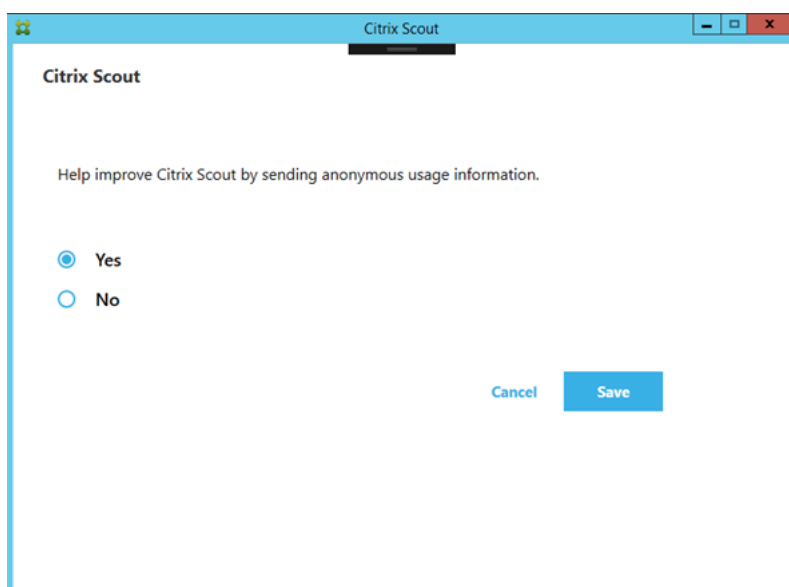 Citrix Scout
Citrix Scout
Help improve Citrix Scout by sending anonymous usage information.
Yes
No
Cancel Save